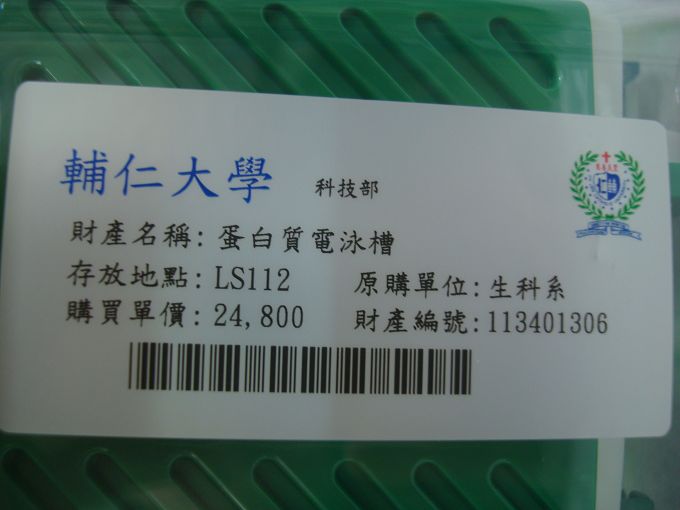 輔仁大學 科技部
財產名稱: 蛋白質電泳槽
存放地點: LS112 原購單位: 生科系
購買單價: 24,800 財產編號: 113401306